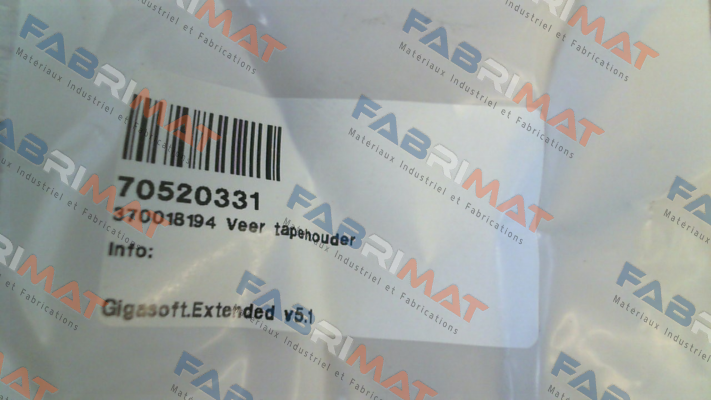 70520331
370018194 Veer tapehouder
Info:
Gigasoft.Extended v5.1
FABRIMAT
Materiaux Industriel et Fabrications